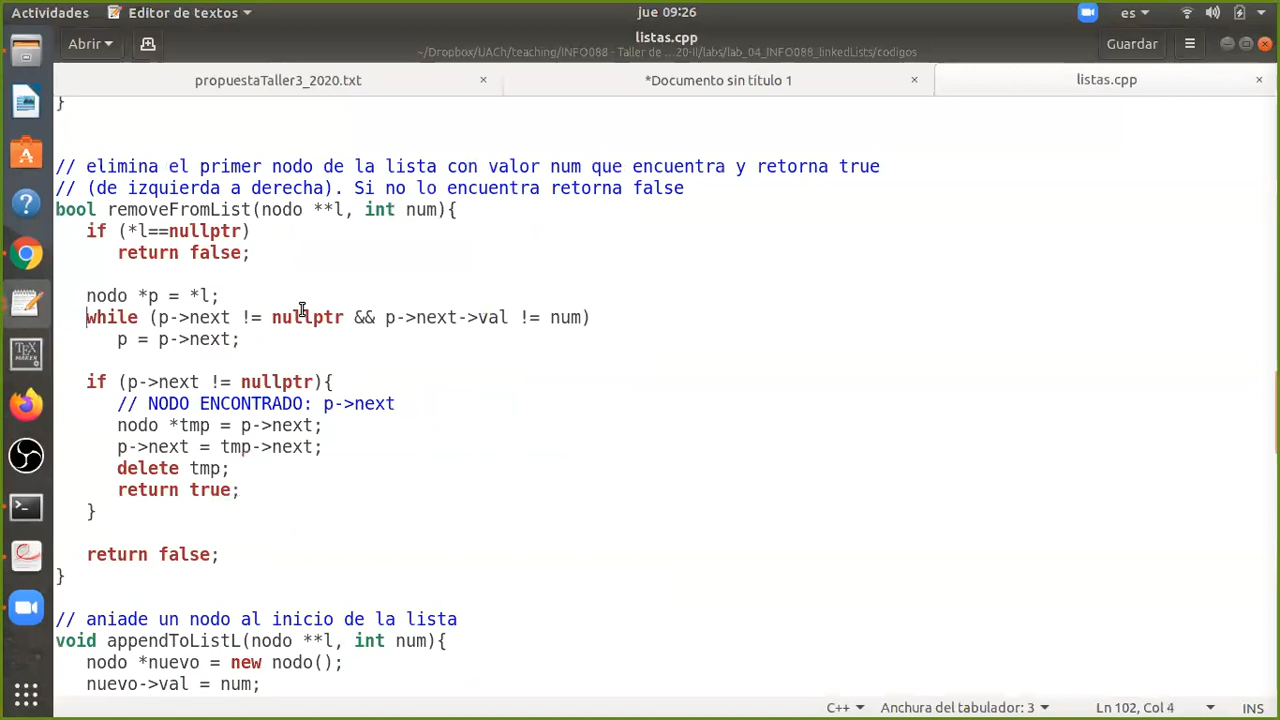 Actividades
Editor de textos
jue 09:26
es
Abrir
listas.cpp
~/Dropbox/UACh/teaching/INFO088 - Taller de ...20-II/labs/lab_04_INFO088_linkedLists/codigos
Guardar
propuestaTaller3_2020.txt
*Documento sin título 1
listas.cpp
}
// elimina el primer nodo de la lista con valor num que encuentra y retorna true
// (de izquierda a derecha). Si no lo encuentra retorna false
bool removeFromList(nodo **l, int num){
if (*l==nullptr)
return false;
nodo *p = *l;
while (p->next != nullptr && p->next->val != num)
p = p->next;
if (p->next != nullptr){
// NODO ENCONTRADO: p->next
nodo *tmp = p->next;
p->next = tmp->next;
delete tmp;
return true;
}
return false;
}
// aniade un nodo al inicio de la lista
void appendToListL(nodo **l, int num){
nodo *nuevo = new nodo();
nuevo->val = num;
C++
Anchura del tabulador: 3
Ln 102, Col 4
INS